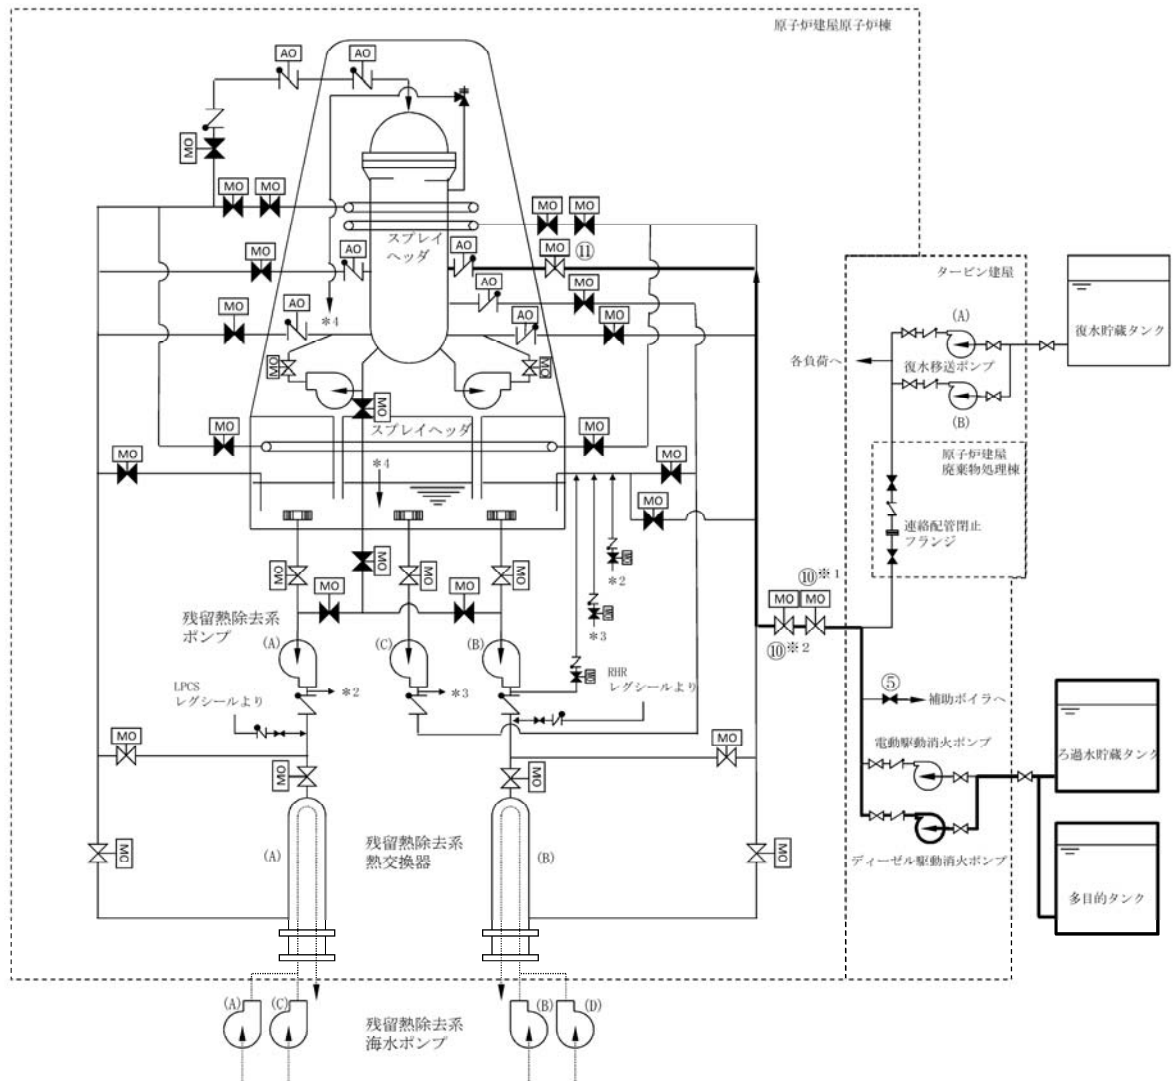 原子炉建屋原子炉棟
AO
AO
MO
MO
MO
MO
MO
スプレイ
ヘッダ
AO
MO
⑪
MO
AO
AO
MO
タービン建屋
復水貯蔵タンク
(A)
復水移送ポンプ
(B)
各負荷へ
MO
AO
*4
AO
MO
MO
MO
MO
スプレイヘッダ
MO
MO
MO
*4
MO
MO
原子炉建屋
廃棄物処理棟
連絡配管閉止
フランジ
MO
MO
MO
MO
MO
*2
MO
*3
MO
MO
MO
残留熱除去系
ポンプ
(A)
(C)
(B)
⑩※1
MO
MO
⑩※2
LPCS
レグシールより
*2
*3
RHR
レグシールより
⑤
補助ボイラへ
MO
MO
MO
MO
電動駆動消火ポンプ
ろ過水貯蔵タンク
ディーゼル駆動消火ポンプ
多目的タンク
MO
(A)
残留熱除去系
熱交換器
(B)
MO
(A)
(C)
残留熱除去系
海水ポンプ
(B)
(D)